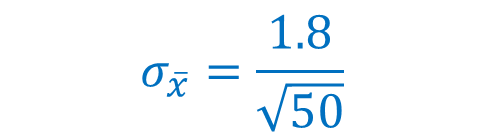 σ_x̄ = 1.8 / √50